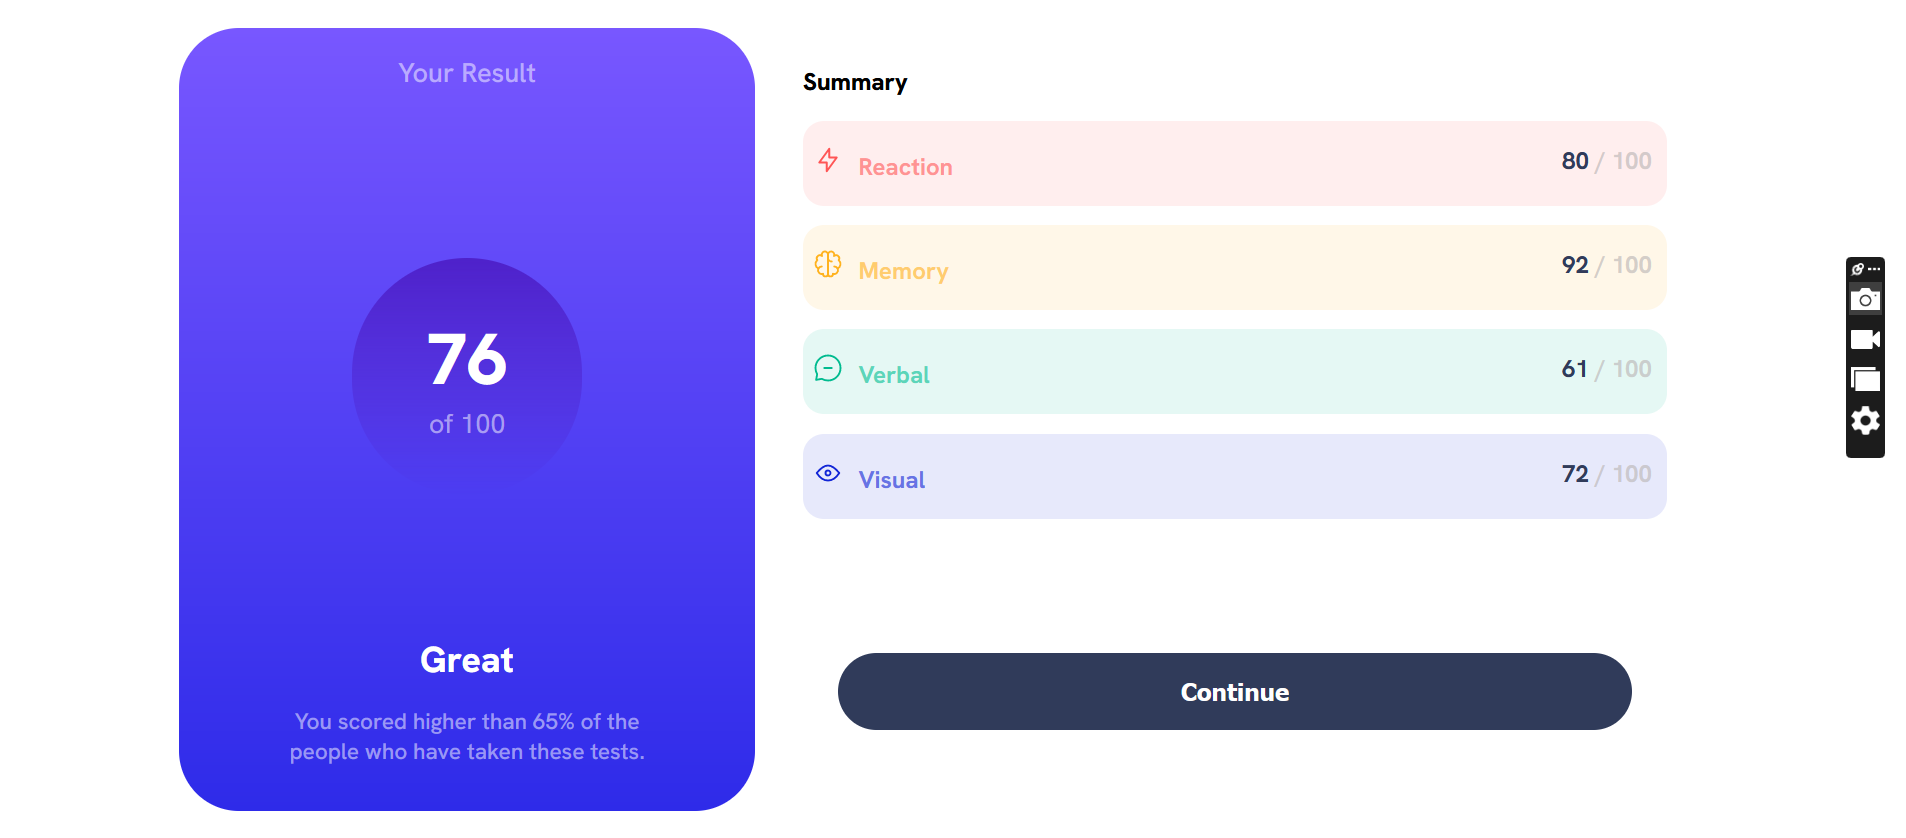 Your Result
76
of 100
Great
You scored higher than 65% of the
people who have taken these tests.
Summary
Reaction 80 / 100
Memory 92 / 100
Verbal 61 / 100
Visual 72 / 100
Continue